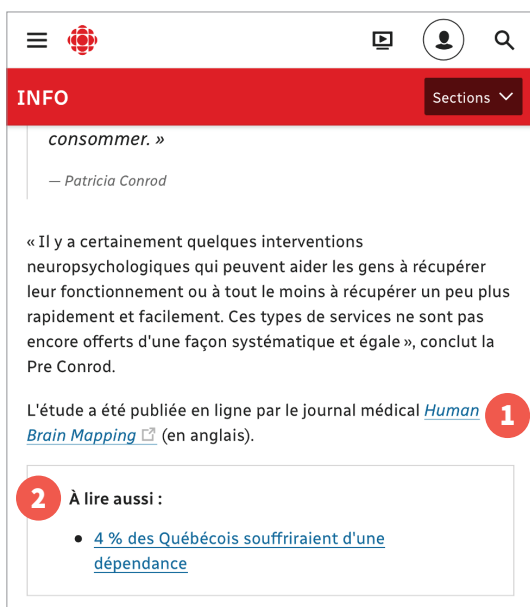 INFO
Sections
consommer. »
— Patricia Conrod
« Il y a certainement quelques interventions
neuropsychologiques qui peuvent aider les gens à récupérer
leur fonctionnement ou à tout le moins à récupérer un peu plus
rapidement et facilement. Ces types de services ne sont pas
encore offerts d'une façon systématique et égale », conclut la
Pre Conrod.
L'étude a été publiée en ligne par le journal médical Human
1
Brain Mapping (en anglais).
2
À lire aussi :
• 4 % des Québécois souffriraient d'une
dépendance